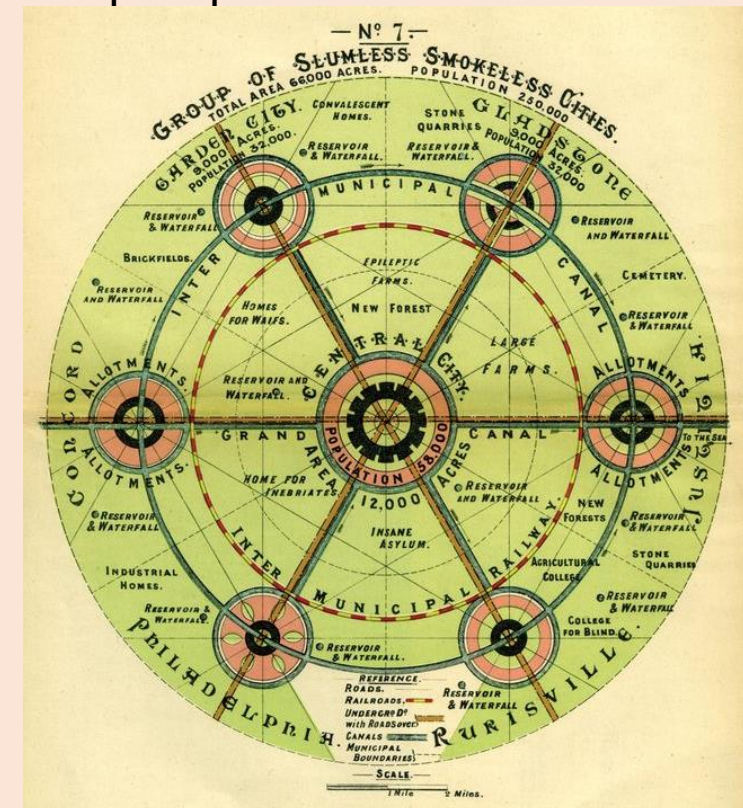 — Nº 7. —
GROUP OF SLUMLESS SMOKELESS CITIES.
TOTAL AREA 66,000 ACRES. POPULATION 250,000
GARDEN CITY.
9,000 ACRES.
POPULATION 32,000.
CONVALESCENT
HOMES.
STONE
QUARRIES
GLADSTONE
9,000 ACRES.
POPULATION
32,000
RESERVOIR
& WATERFALL.
RESERVOIR &
WATERFALL.
INTER MUNICIPAL CANAL
RESERVOIR
& WATERFALL
RESERVOIR
AND WATERFALL
BRICKFIELDS.
EPILEPTIC
FARMS.
CEMETERY.
RESERVOIR
AND WATERFALL
HOMES
FOR WAIFS.
NEW FOREST
RESERVOIR
& WATERFALL
LARGE
FARMS.
CONCORD
ALLOTMENTS.
CENTRAL CITY.
ALLOTMENTS
JUSTITIA
RESERVOIR AND
WATERFALL.
GRAND CANAL
TO THE SEA
POPULATION 58,000
AREA 12,000 ACRES
ALLOTMENTS.
ALLOTMENTS
HOME FOR
INEBRIATES.
RESERVOIR
AND WATERFALL
RESERVOIR
& WATERFALL
INSANE
ASYLUM.
NEW
FORESTS
RESERVOIR
& WATERFALL
INTER MUNICIPAL RAILWAY.
STONE
QUARRIES
INDUSTRIAL
HOMES.
AGRICULTURAL
COLLEGE
RESERVOIR &
WATERFALL
RESERVOIR
& WATERFALL
COLLEGE
FOR BLIND.
RESERVOIR &
WATERFALL.
PHILADELPHIA.
RURISVILLE.
REFERENCE.
ROADS.
RAILROADS,
UNDERGRD Dº
with ROADS over
CANALS
MUNICIPAL
BOUNDARIES
RESERVOIR
& WATERFALL
— SCALE. —
1 Mile 2 Miles.